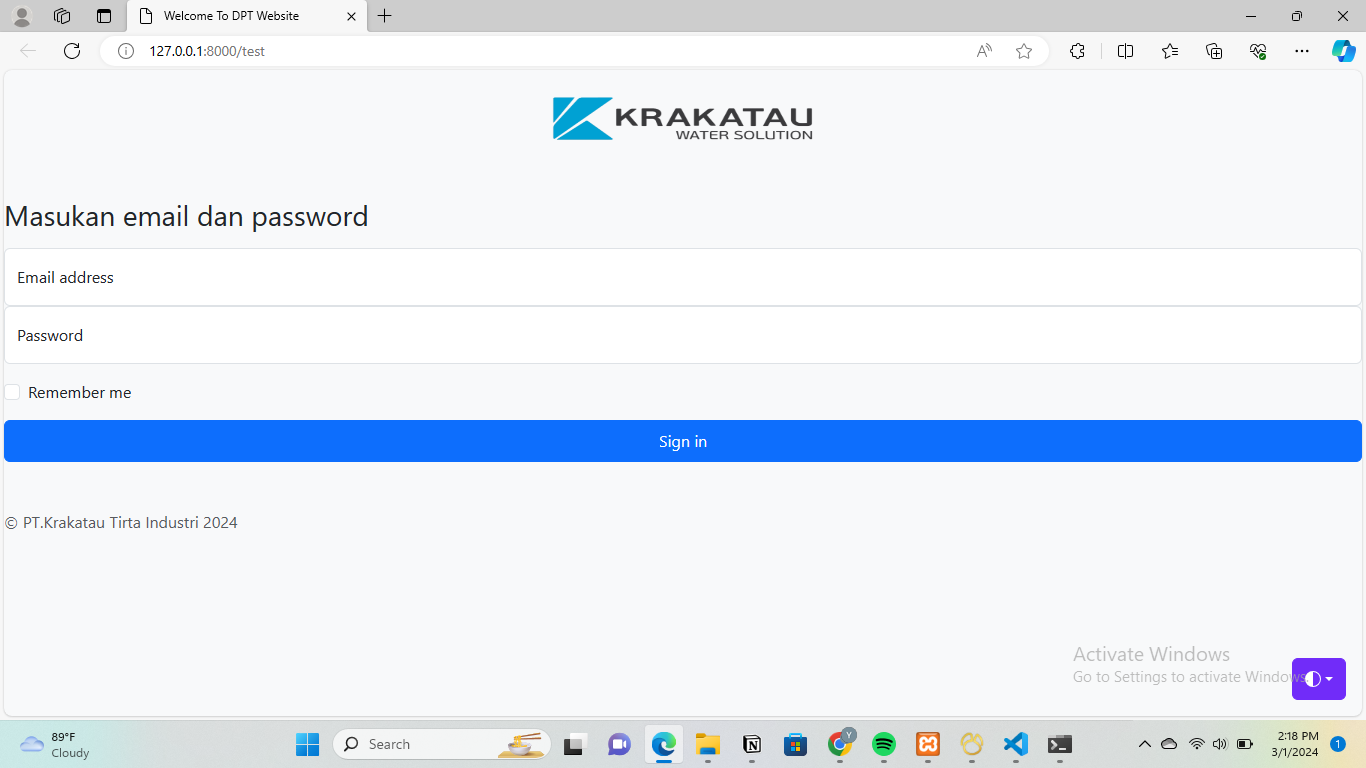 Welcome To DPT Website
127.0.0.1:8000/test
KRAKATAU
WATER SOLUTION
Masukan email dan password
Email address
Password
Remember me
Sign in
© PT.Krakatau Tirta Industri 2024
Activate Windows
Go to Settings to activate Windows.
89°F
Cloudy
Search
Y
2:18 PM
3/1/2024
1